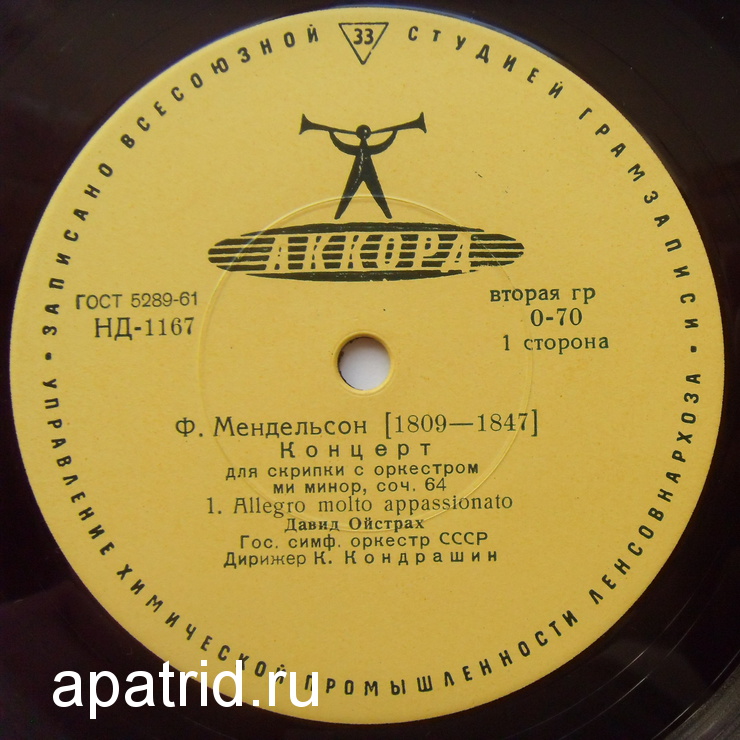 ЗАПИСАНО ВСЕСОЮЗНОЙ 33 СТУДИЕЙ ГРАМЗАПИСИ
АККОРД
ГОСТ 5289-61
НД-1167
вторая гр
0-70
1 сторона
Ф. Мендельсон [1809—1847]
Концерт
для скрипки с оркестром
ми минор, соч. 64
1. Allegro molto appassionato
Давид Ойстрах
Гос. симф. оркестр СССР
Дирижер К. Кондрашин
• УПРАВЛЕНИЕ ХИМИЧЕСКОЙ ПРОМЫШЛЕННОСТИ ЛЕНСОВНАРХОЗА •
apatrid.ru